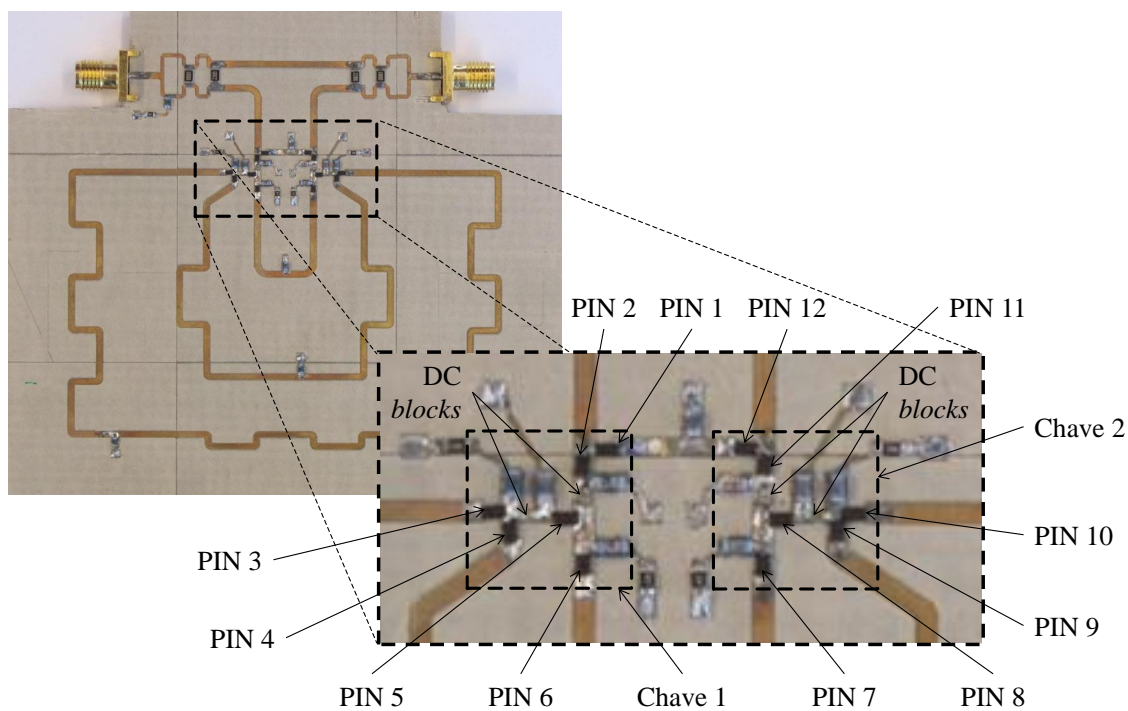 PIN 2
PIN 1
PIN 12
PIN 11
DC
blocks
DC
blocks
Chave 2
PIN 3
PIN 10
PIN 4
PIN 9
PIN 5
PIN 6
Chave 1
PIN 7
PIN 8